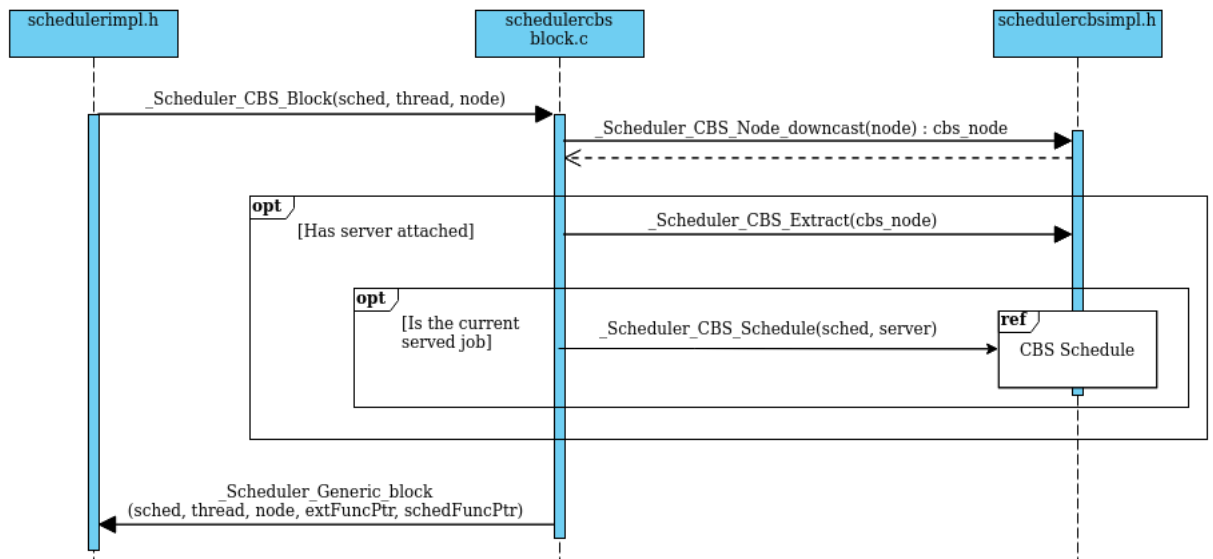 schedulerimpl.h
schedulercbs
block.c
schedulercbsimpl.h
_Scheduler_CBS_Block(sched, thread, node)
_Scheduler_CBS_Node_downcast(node) : cbs_node
opt
[Has server attached]
_Scheduler_CBS_Extract(cbs_node)
opt
[Is the current
served job]
_Scheduler_CBS_Schedule(sched, server)
ref
CBS Schedule
_Scheduler_Generic_block
(sched, thread, node, extFuncPtr, schedFuncPtr)